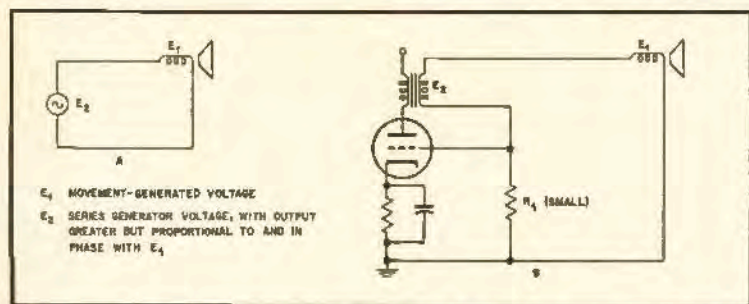 E₁
E₂
A
E₁ MOVEMENT-GENERATED VOLTAGE
E₂ SERIES GENERATOR VOLTAGE, WITH OUTPUT
GREATER BUT PROPORTIONAL TO AND IN
PHASE WITH E₁
E₁
E₂
R₁ (SMALL)
B